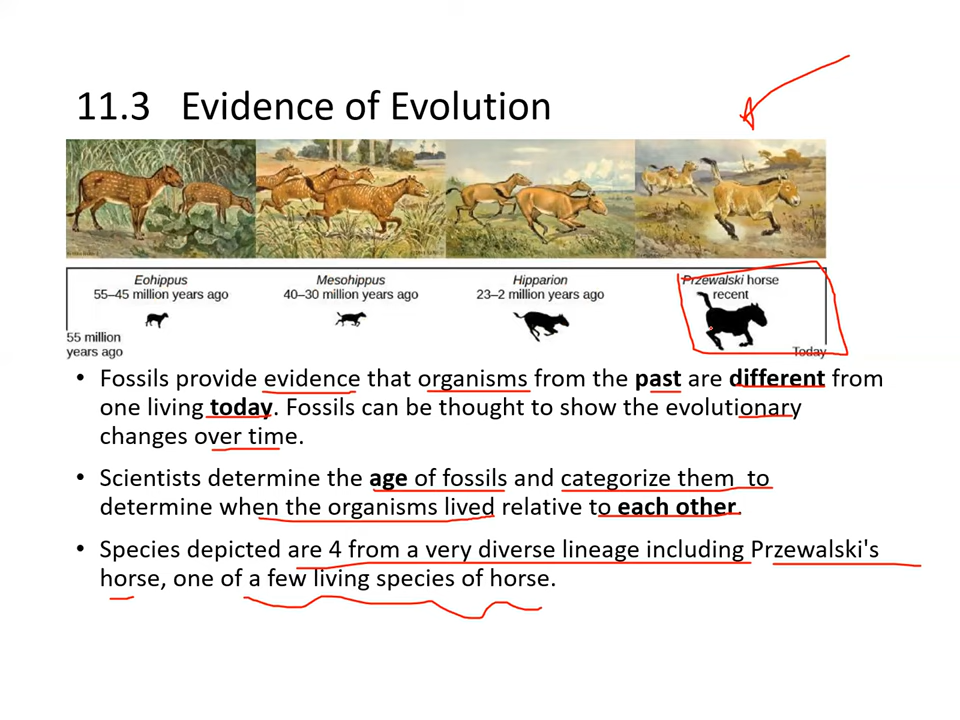 11.3 Evidence of Evolution
Eohippus
55–45 million years ago
Mesohippus
40–30 million years ago
Hipparion
23–2 million years ago
Przewalski horse
recent
55 million
years ago
Today
• Fossils provide evidence that organisms from the past are different from
one living today. Fossils can be thought to show the evolutionary
changes over time.
• Scientists determine the age of fossils and categorize them to
determine when the organisms lived relative to each other.
• Species depicted are 4 from a very diverse lineage including Przewalski's
horse, one of a few living species of horse.